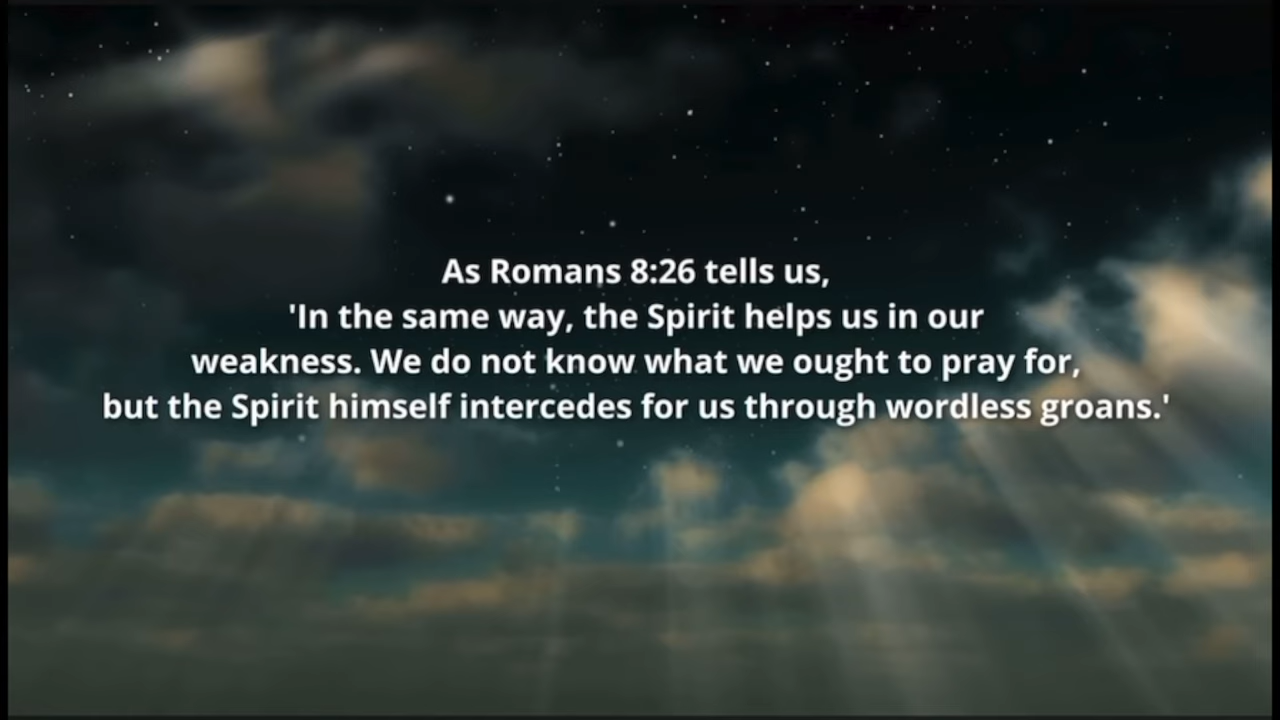 As Romans 8:26 tells us,
'In the same way, the Spirit helps us in our
weakness. We do not know what we ought to pray for,
but the Spirit himself intercedes for us through wordless groans.'